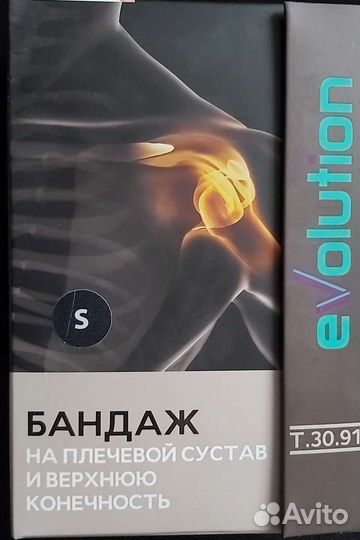 evolution
S
БАНДАЖ
НА ПЛЕЧЕВОЙ СУСТАВ
И ВЕРХНЮЮ
КОНЕЧНОСТЬ
Т.30.91
Avito